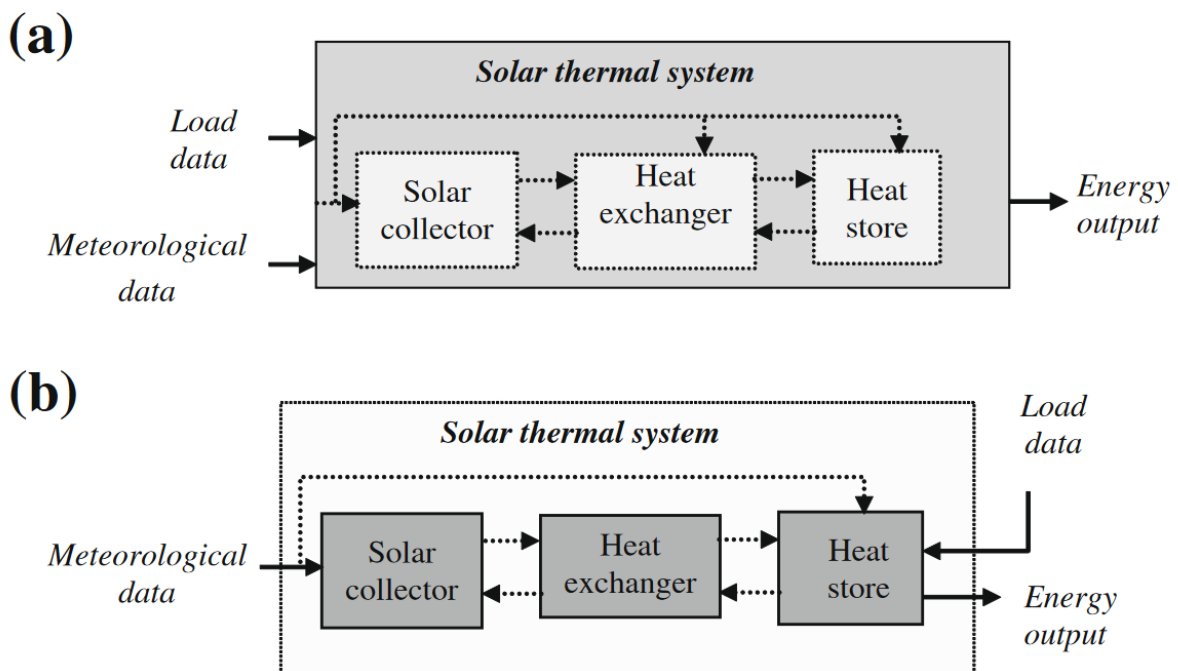 (a)
Solar thermal system
Load
data
Solar
collector
Heat
exchanger
Heat
store
Energy
output
Meteorological
data
(b)
Solar thermal system
Load
data
Meteorological
data
Solar
collector
Heat
exchanger
Heat
store
Energy
output